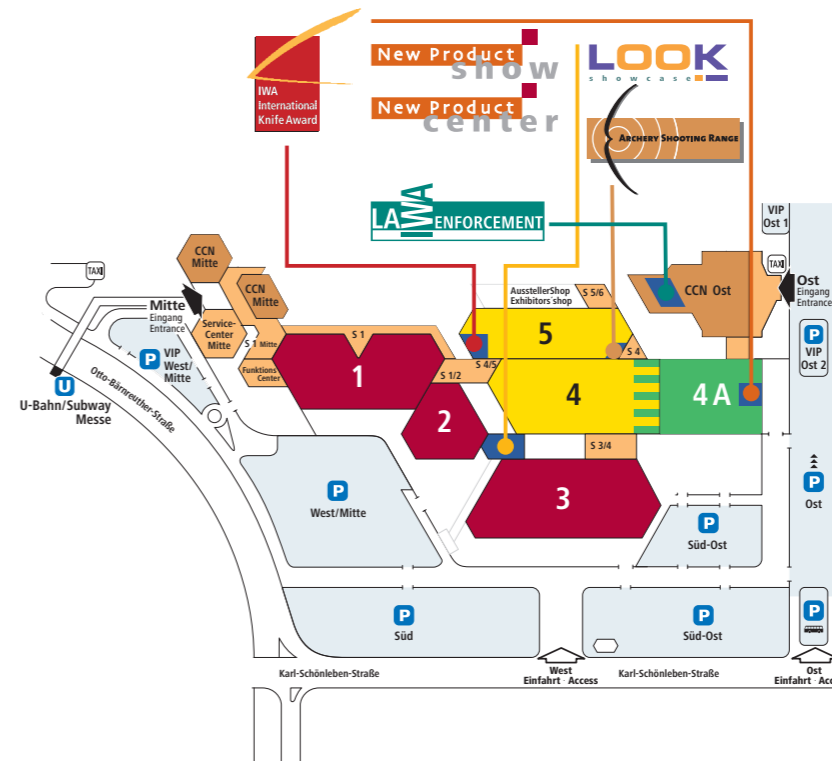 IWA
International
Knife Award
New Product
show
New Product
center
LOOK
showcase
ARCHERY SHOOTING RANGE
LAW ENFORCEMENT
IWA
VIP
Ost 1
TAXI
CCN
Mitte
CCN
Mitte
TAXI
Mitte
Eingang
Entrance
Service-
Center
Mitte
S 1 Mitte
Funktions
Center
S 1
AusstellerShop
Exhibitors´shop
S 5/6
CCN Ost
Ost
Eingang
Entrance
P
VIP
Ost 2
P
VIP
West/
Mitte
U
U-Bahn/Subway
Messe
Otto-Bärnreuther-Straße
1
2
S 1/2
S 4/5
5
S 4
4
4 A
S 3/4
3
P
West/Mitte
P
Ost
P
Süd-Ost
P
Süd
P
Süd-Ost
P
Karl-Schönleben-Straße
West
Einfahrt · Access
Karl-Schönleben-Straße
Ost
Einfahrt · Acc